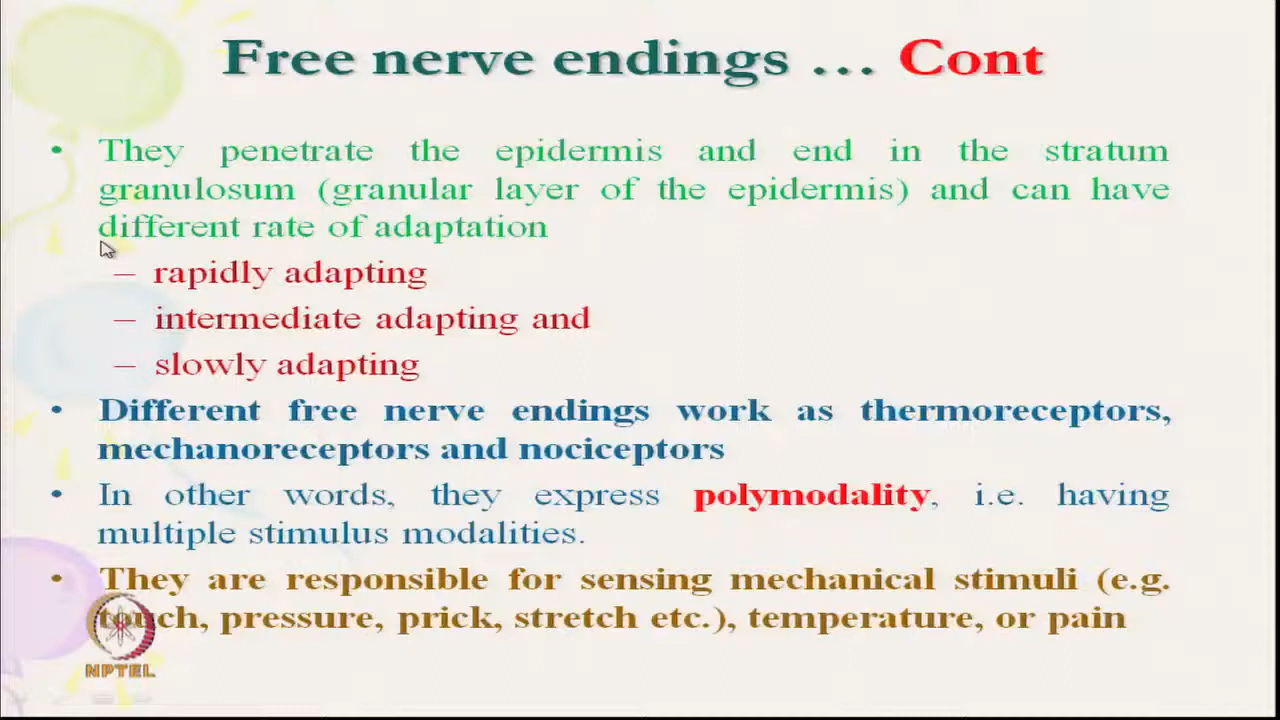 Free nerve endings ... Cont
• They penetrate the epidermis and end in the stratum
granulosum (granular layer of the epidermis) and can have
different rate of adaptation
– rapidly adapting
– intermediate adapting and
– slowly adapting
• Different free nerve endings work as thermoreceptors,
mechanoreceptors and nociceptors
• In other words, they express polymodality, i.e. having
multiple stimulus modalities.
• They are responsible for sensing mechanical stimuli (e.g.
touch, pressure, prick, stretch etc.), temperature, or pain
NPTEL